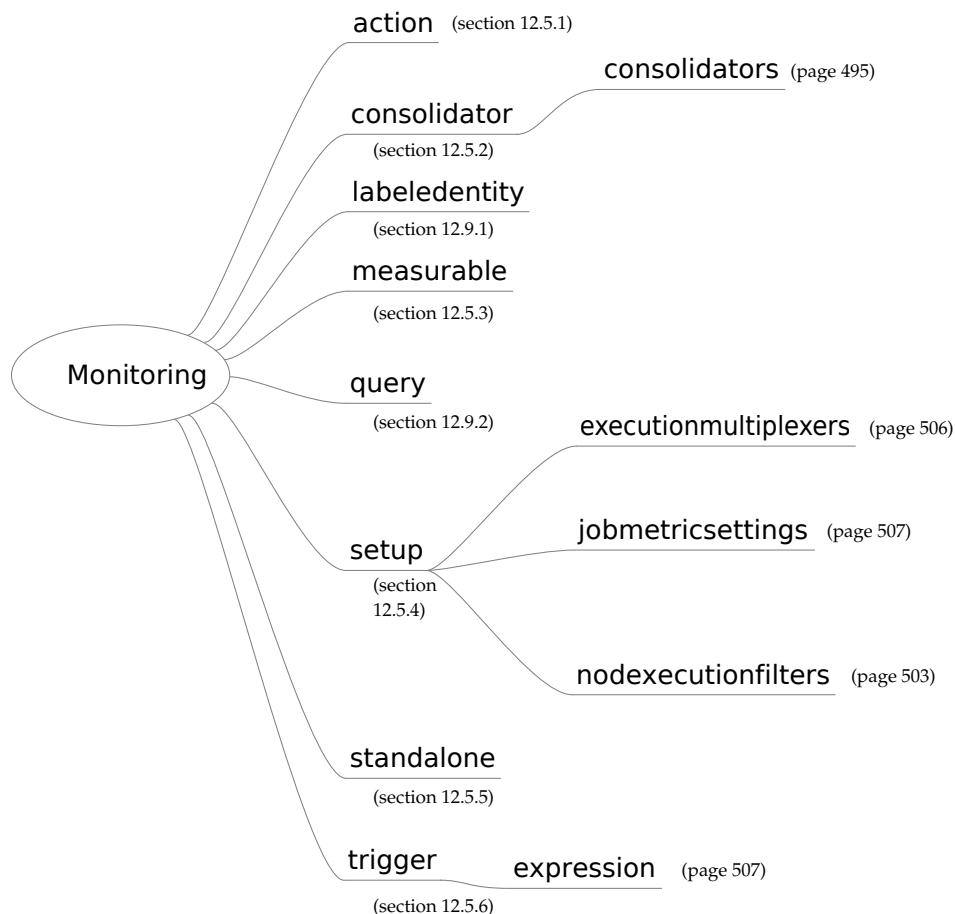 action (section 12.5.1)
consolidators (page 495)
consolidator
(section 12.5.2)
labeledentity
(section 12.9.1)
measurable
(section 12.5.3)
Monitoring
query
(section 12.9.2)
executionmultiplexers (page 506)
jobmetricsettings (page 507)
setup
(section
12.5.4)
nodexecutionfilters (page 503)
standalone
(section 12.5.5)
trigger
(section 12.5.6)
expression (page 507)